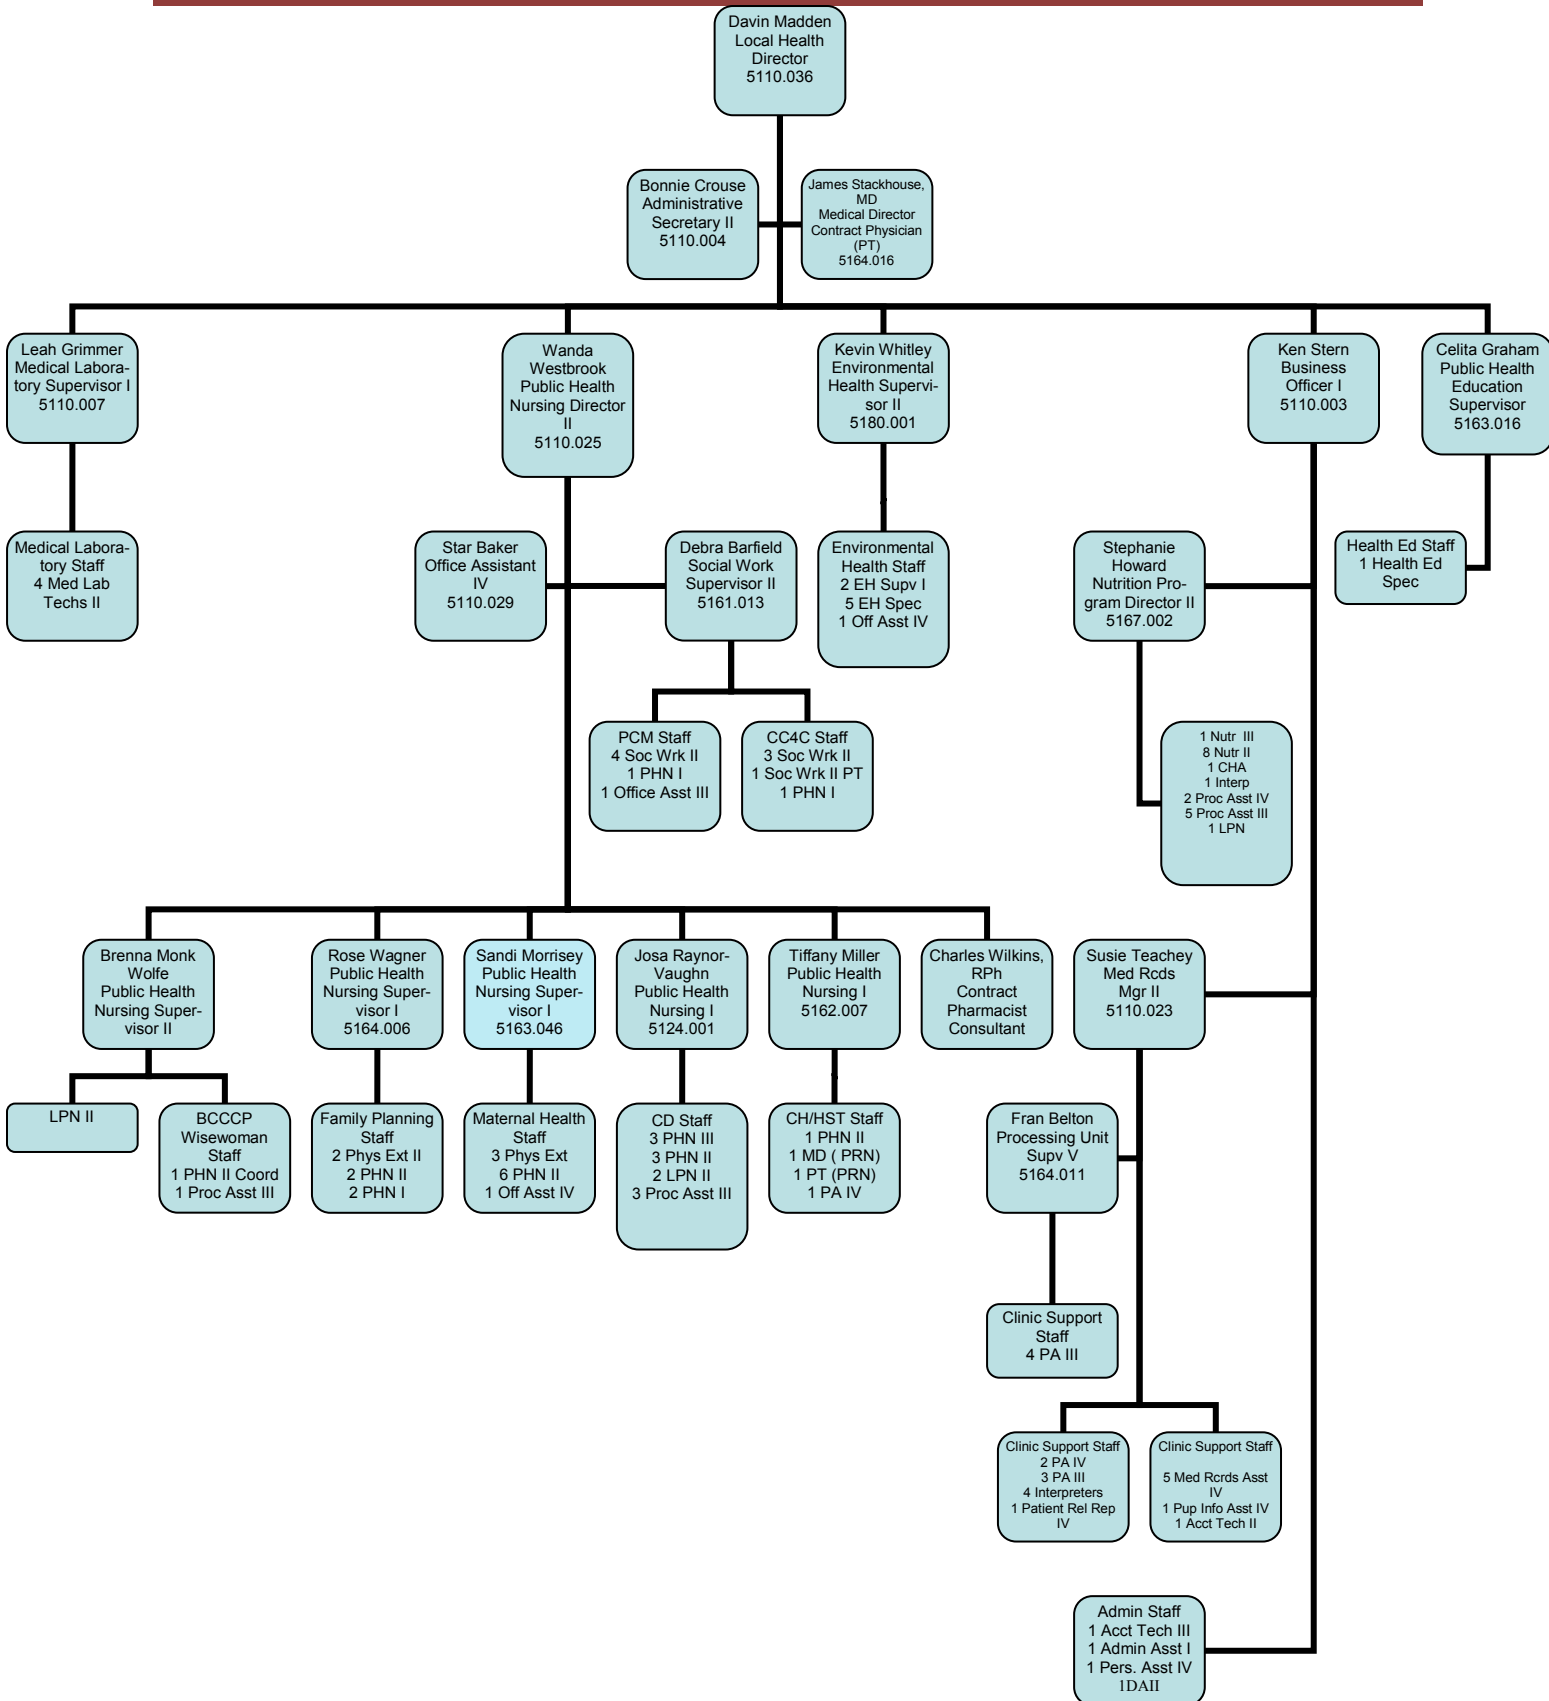 Davin Madden
Local Health
Director
5110.036
Bonnie Crouse
Administrative
Secretary II
5110.004
James Stackhouse,
MD
Medical Director
Contract Physician
(PT)
5164.016
Leah Grimmer
Medical Labora-
tory Supervisor I
5110.007
Wanda
Westbrook
Public Health
Nursing Director
II
5110.025
Kevin Whitley
Environmental
Health Supervi-
sor II
5180.001
Ken Stern
Business
Officer I
5110.003
Celita Graham
Public Health
Education
Supervisor
5163.016
Medical Labora-
tory Staff
4 Med Lab
Techs II
Star Baker
Office Assistant
IV
5110.029
Debra Barfield
Social Work
Supervisor II
5161.013
Environmental
Health Staff
2 EH Supv I
5 EH Spec
1 Off Asst IV
Stephanie
Howard
Nutrition Pro-
gram Director II
5167.002
Health Ed Staff
1 Health Ed
Spec
PCM Staff
4 Soc Wrk II
1 PHN I
1 Office Asst III
CC4C Staff
3 Soc Wrk II
1 Soc Wrk II PT
1 PHN I
1 Nutr III
8 Nutr II
1 CHA
1 Interp
2 Proc Asst IV
5 Proc Asst III
1 LPN
Brenna Monk
Wolfe
Public Health
Nursing Super-
visor II
Rose Wagner
Public Health
Nursing Super-
visor I
5164.006
Sandi Morrisey
Public Health
Nursing Super-
visor I
5163.046
Josa Raynor-
Vaughn
Public Health
Nursing I
5124.001
Tiffany Miller
Public Health
Nursing I
5162.007
Charles Wilkins,
RPh
Contract
Pharmacist
Consultant
Susie Teachey
Med Rcds
Mgr II
5110.023
LPN II
BCCCP
Wisewoman
Staff
1 PHN II Coord
1 Proc Asst III
Family Planning
Staff
2 Phys Ext II
2 PHN II
2 PHN I
Maternal Health
Staff
3 Phys Ext
6 PHN II
1 Off Asst IV
CD Staff
3 PHN III
3 PHN II
2 LPN II
3 Proc Asst III
CH/HST Staff
1 PHN II
1 MD ( PRN)
1 PT (PRN)
1 PA IV
Fran Belton
Processing Unit
Supv V
5164.011
Clinic Support
Staff
4 PA III
Clinic Support Staff
2 PA IV
3 PA III
4 Interpreters
1 Patient Rel Rep
IV
Clinic Support Staff
5 Med Rcrds Asst
IV
1 Pup Info Asst IV
1 Acct Tech II
Admin Staff
1 Acct Tech III
1 Admin Asst I
1 Pers. Asst IV
1DAII